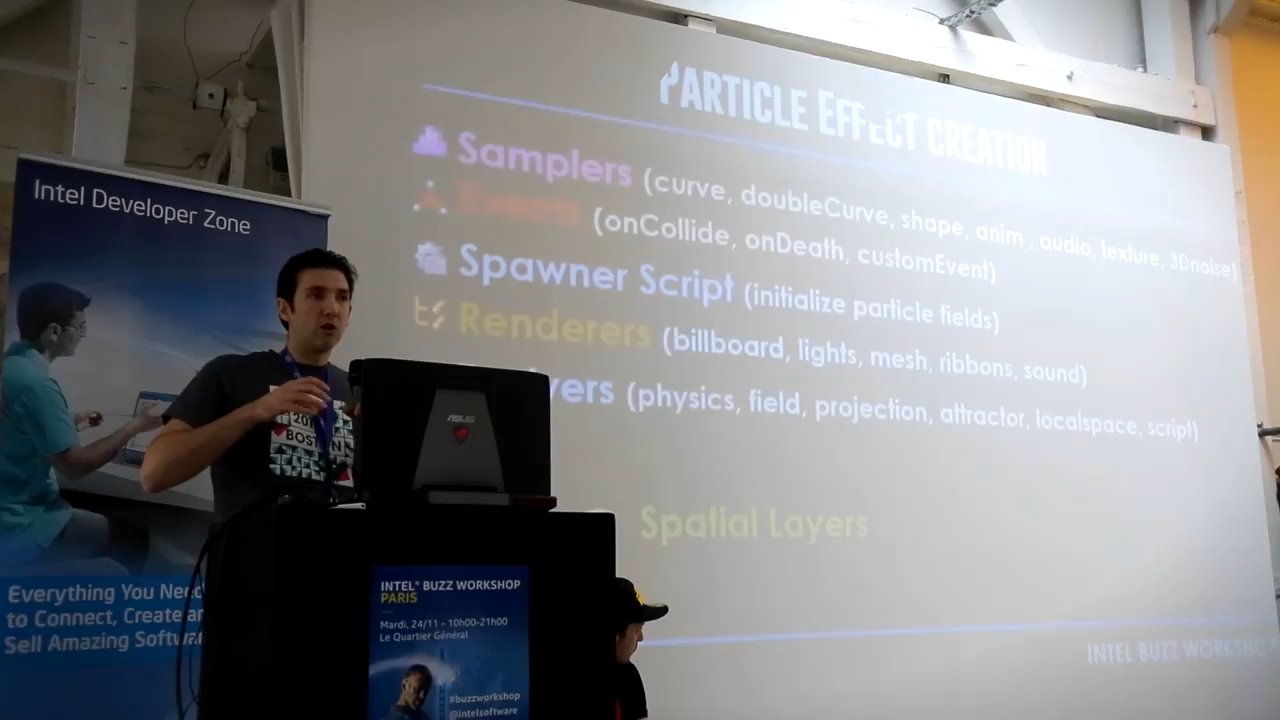 PARTICLE EFFECT CREATION
Samplers (curve, doubleCurve, shape, anim , audio, texture, 3Dnoise)
Events (onCollide, onDeath, customEvent)
Spawner Script (initialize particle fields)
Renderers (billboard, lights, mesh, ribbons, sound)
(physics, field, projection, attractor, localspace, script)
Spatial Layers
INTEL BUZZ WORKSHOP
Intel Developer Zone
Everything You Need
to Connect, Create
Sell Amazing Softwar
BOSTON
ASUS
INTEL® BUZZ WORKSHOP
PARIS
Mardi, 24/11 - 10h00-21h00
Le Quartier Général
#buzzworkshop
@intelsoftware